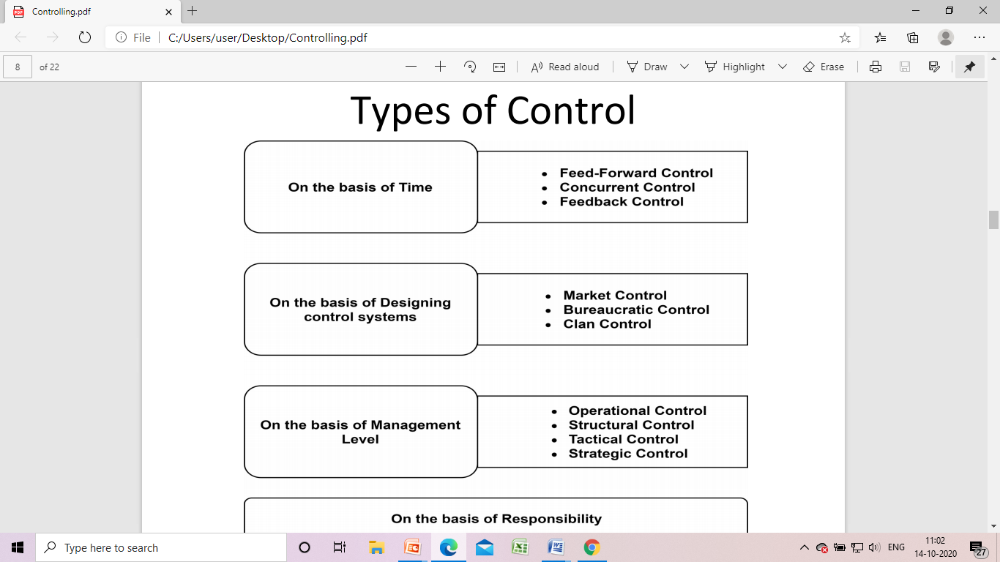 Controlling.pdf
File
C:/Users/user/Desktop/Controlling.pdf
8 of 22
Read aloud
Draw
Highlight
Erase
Types of Control
On the basis of Time
• Feed-Forward Control
• Concurrent Control
• Feedback Control
On the basis of Designing
control systems
• Market Control
• Bureaucratic Control
• Clan Control
On the basis of Management
Level
• Operational Control
• Structural Control
• Tactical Control
• Strategic Control
On the basis of Responsibility
Type here to search
ENG
11:02
14-10-2020
27